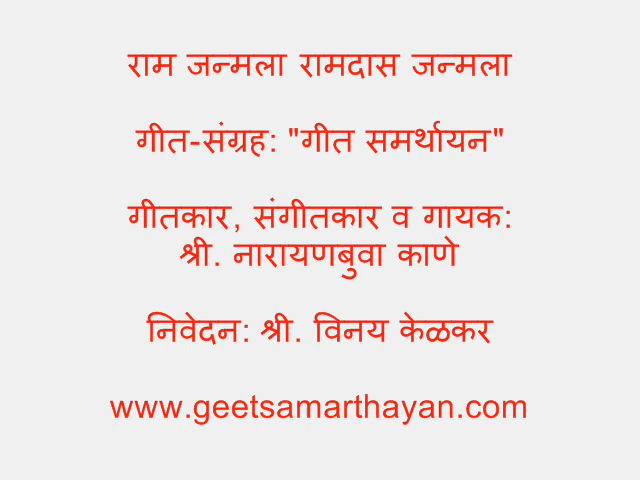 राम जन्मला रामदास जन्मला
गीत-संग्रह: "गीत समर्थायन"
गीतकार, संगीतकार व गायक:
श्री. नारायणबुवा काणे
निवेदन: श्री. विनय केळकर
www.geetsamarthayan.com